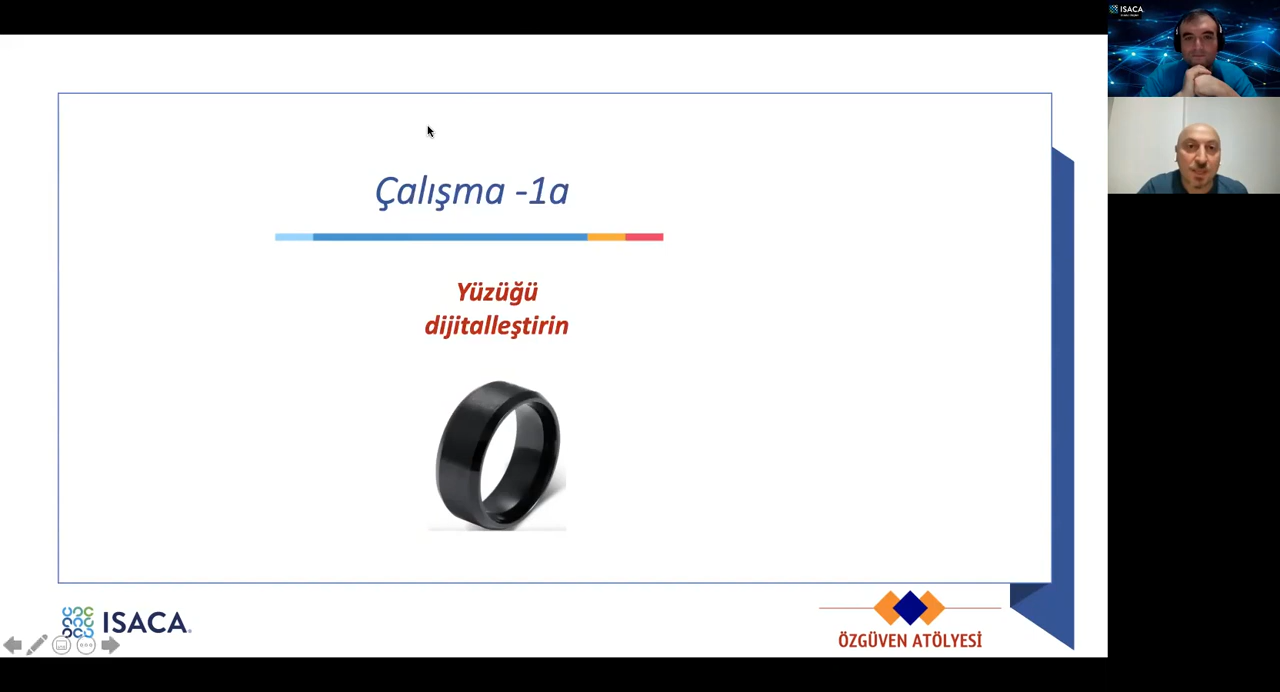 Çalışma -1a
Yüzüğü
dijitalleştirin
ISACA
ÖZGÜVEN ATÖLYESİ
ISACA